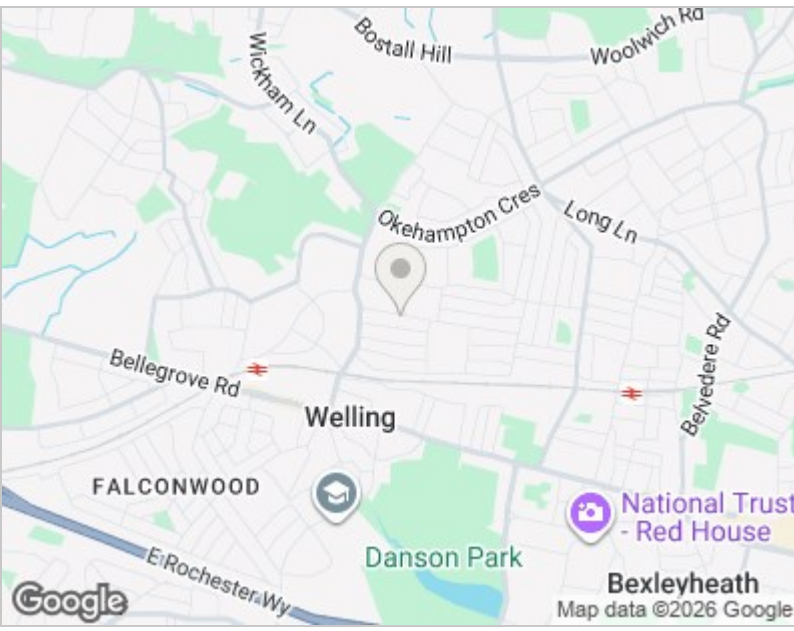 Bostall Hill
Woolwich Rd
Wickham Ln
Okehampton Cres
Long Ln
Belvedere Rd
Bellegrove Rd
Welling
FALCONWOOD
National Trust
- Red House
Danson Park
E Rochester Wy
Bexleyheath
Google
Map data ©2026 Google